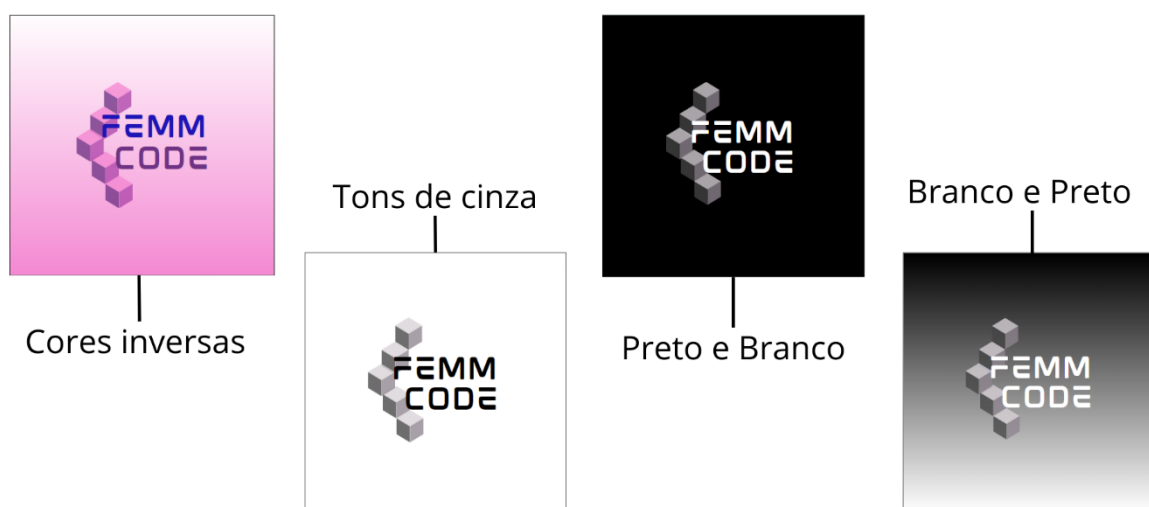 FEMM
CODE
Cores inversas
Tons de cinza
FEMM
CODE
FEMM
CODE
Preto e Branco
Branco e Preto
FEMM
CODE